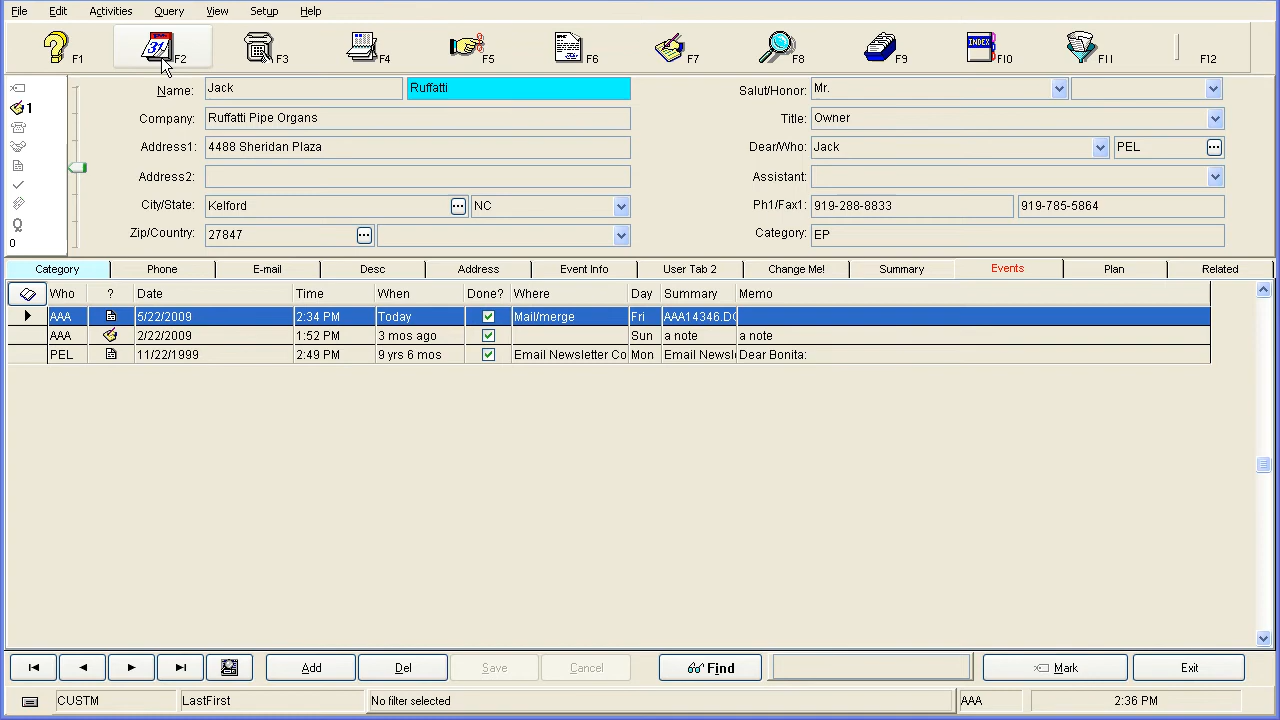 File Edit Activities Query View Setup Help
F1 F2 F3 F4 F5 F6 F7 F8 F9 F10 F11 F12
1
0
Name: Jack Ruffatti Salut/Honor: Mr.
Company: Ruffatti Pipe Organs Title: Owner
Address1: 4488 Sheridan Plaza Dear/Who: Jack PEL
Address2: Assistant:
City/State: Kelford NC Ph1/Fax1: 919-288-8833 919-785-5864
Zip/Country: 27847 Category: EP
Category Phone E-mail Desc Address Event Info User Tab 2 Change Me! Summary Events Plan Related
Who ? Date Time When Done? Where Day Summary Memo
AAA 5/22/2009 2:34 PM Today Mail/merge Fri AAA14346.DO
AAA 2/22/2009 1:52 PM 3 mos ago Sun a note a note
PEL 11/22/1999 2:49 PM 9 yrs 6 mos Email Newsletter Co Mon Email Newsl Dear Bonita:
Add Del Save Cancel Find Mark Exit
CUSTM LastFirst No filter selected AAA 2:36 PM